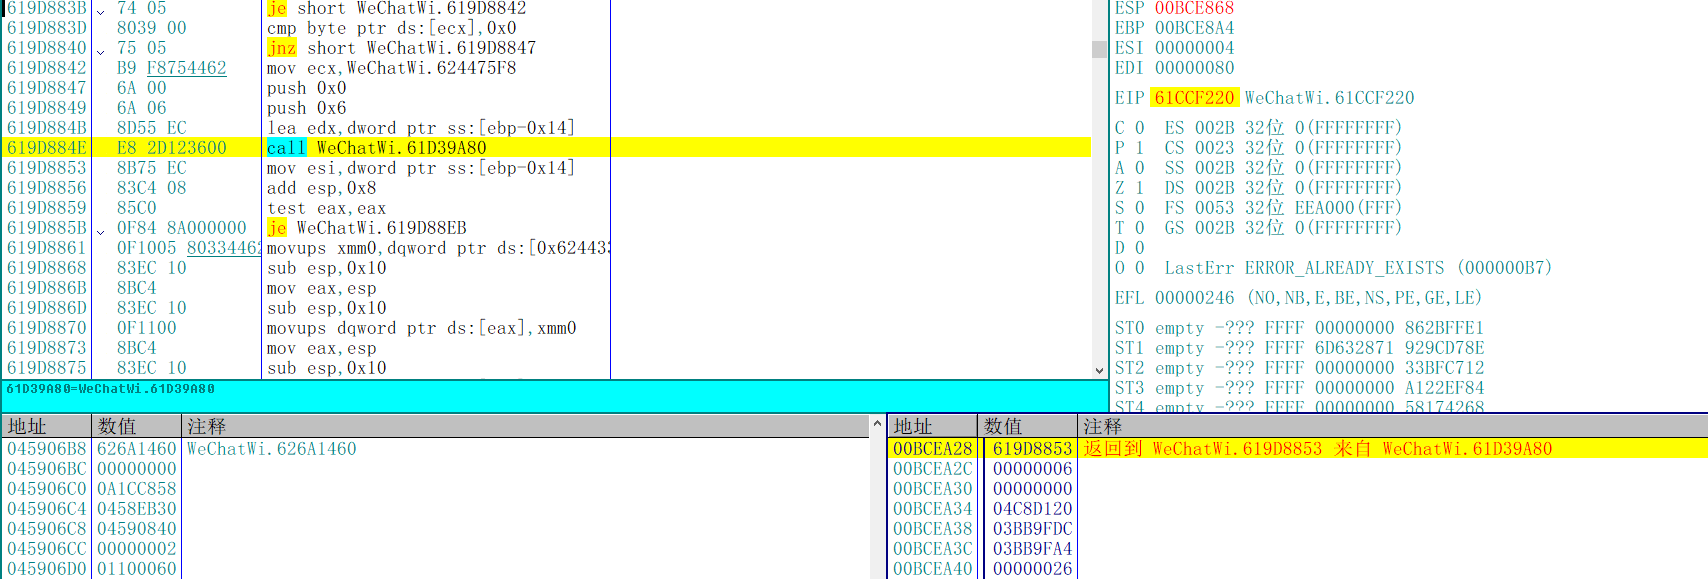 619D883B 74 05 je short WeChatWi.619D8842
619D883D 8039 00 cmp byte ptr ds:[ecx],0x0
619D8840 75 05 jnz short WeChatWi.619D8847
619D8842 B9 F8754462 mov ecx,WeChatWi.624475F8
619D8847 6A 00 push 0x0
619D8849 6A 06 push 0x6
619D884B 8D55 EC lea edx,dword ptr ss:[ebp-0x14]
619D884E E8 2D123600 call WeChatWi.61D39A80
619D8853 8B75 EC mov esi,dword ptr ss:[ebp-0x14]
619D8856 83C4 08 add esp,0x8
619D8859 85C0 test eax,eax
619D885B 0F84 8A000000 je WeChatWi.619D88EB
619D8861 0F1005 80334462 movups xmm0,dqword ptr ds:[0x624433
619D8868 83EC 10 sub esp,0x10
619D886B 8BC4 mov eax,esp
619D886D 83EC 10 sub esp,0x10
619D8870 0F1100 movups dqword ptr ds:[eax],xmm0
619D8873 8BC4 mov eax,esp
619D8875 83EC 10 sub esp,0x10
61D39A80=WeChatWi.61D39A80
ESP 00BCE868
EBP 00BCE8A4
ESI 00000004
EDI 00000080
EIP 61CCF220 WeChatWi.61CCF220
C 0 ES 002B 32位 0(FFFFFFFF)
P 1 CS 0023 32位 0(FFFFFFFF)
A 0 SS 002B 32位 0(FFFFFFFF)
Z 1 DS 002B 32位 0(FFFFFFFF)
S 0 FS 0053 32位 EEA000(FFF)
T 0 GS 002B 32位 0(FFFFFFFF)
D 0
O 0 LastErr ERROR_ALREADY_EXISTS (000000B7)
EFL 00000246 (NO,NB,E,BE,NS,PE,GE,LE)
ST0 empty -??? FFFF 00000000 862BFFE1
ST1 empty -??? FFFF 6D632871 929CD78E
ST2 empty -??? FFFF 00000000 33BFC712
ST3 empty -??? FFFF 00000000 A122EF84
ST4 empty -??? FFFF 00000000 58174268
地址 数值 注释
045906B8 626A1460 WeChatWi.626A1460
045906BC 00000000
045906C0 0A1CC858
045906C4 0458EB30
045906C8 04590840
045906CC 00000002
045906D0 01100060
地址 数值 注释
00BCEA28 619D8853 返回到 WeChatWi.619D8853 来自 WeChatWi.61D39A80
00BCEA2C 00000006
00BCEA30 00000000
00BCEA34 04C8D120
00BCEA38 03BB9FDC
00BCEA3C 03BB9FA4
00BCEA40 00000026